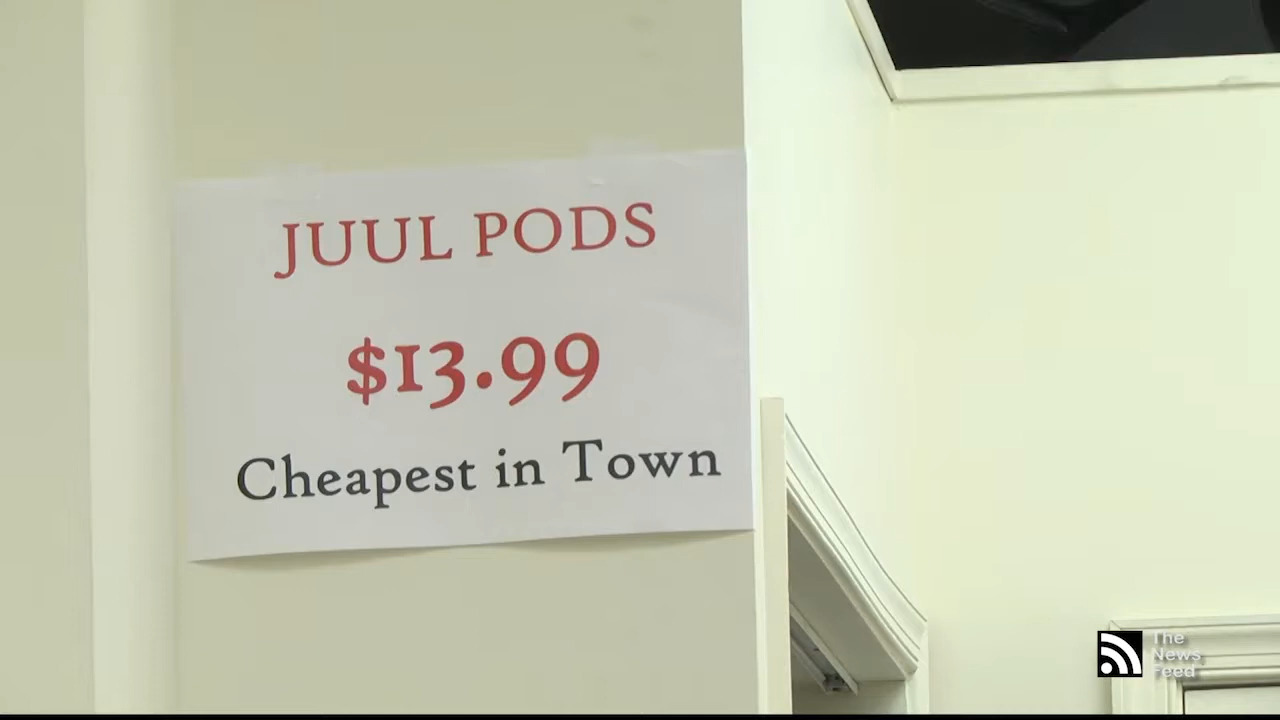 JUUL PODS
$13.99
Cheapest in Town
The
News
Feed